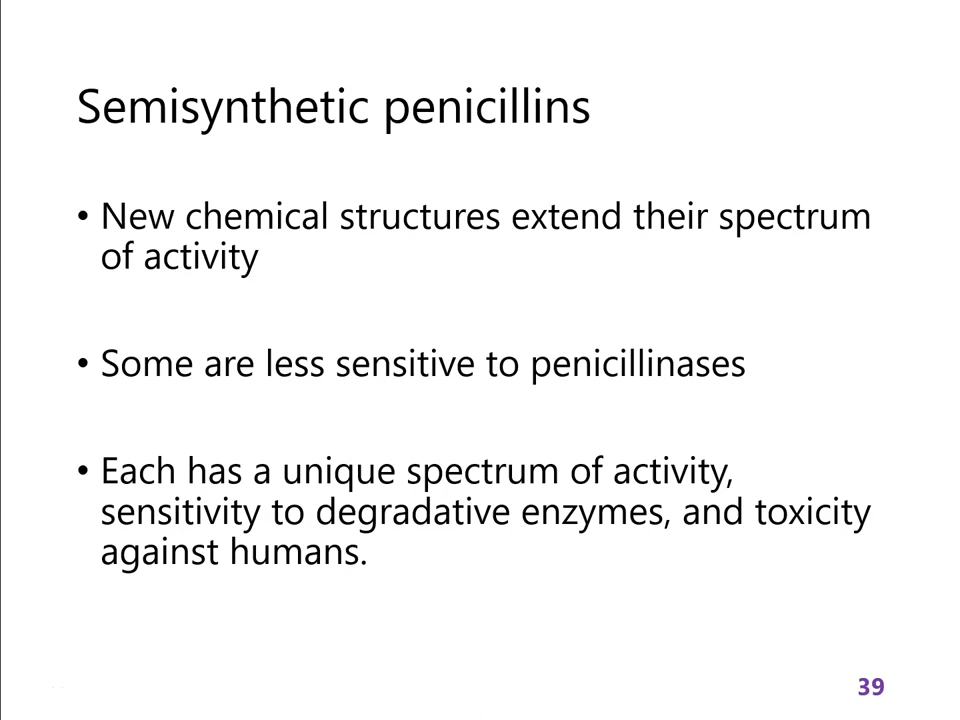 Semisynthetic penicillins
• New chemical structures extend their spectrum
of activity
• Some are less sensitive to penicillinases
• Each has a unique spectrum of activity,
sensitivity to degradative enzymes, and toxicity
against humans.
39